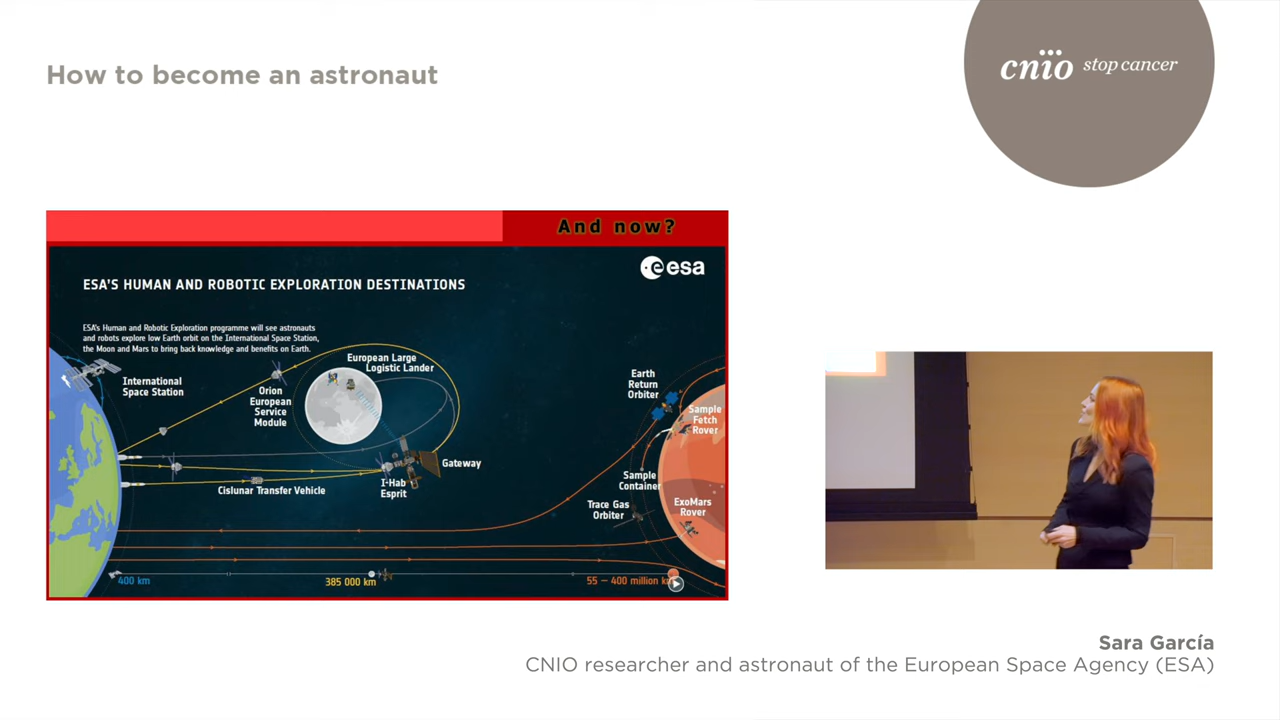 How to become an astronaut
cnio stop cancer
And now?
esa
ESA'S HUMAN AND ROBOTIC EXPLORATION DESTINATIONS
ESA's Human and Robotic Exploration programme will see astronauts
and robots explore low Earth orbit on the International Space Station,
the Moon and Mars to bring back knowledge and benefits on Earth.
International
Space Station
Orion
European
Service
Module
European Large
Logistic Lander
Gateway
I-Hab
Esprit
Cislunar Transfer Vehicle
Earth
Return
Orbiter
Sample
Fetch
Rover
Sample
Container
Trace Gas
Orbiter
ExoMars
Rover
400 km
385 000 km
55 – 400 million k
Sara García
CNIO researcher and astronaut of the European Space Agency (ESA)